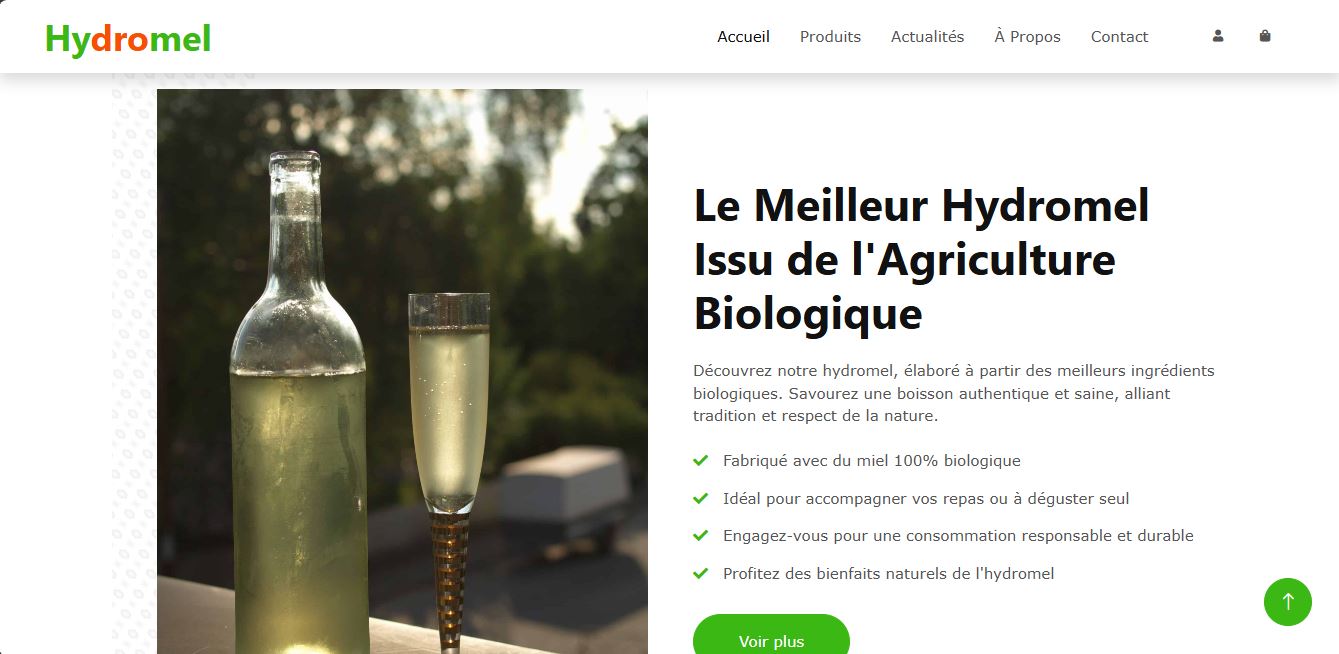 Hydromel
Accueil Produits Actualités À Propos Contact
Le Meilleur Hydromel
Issu de l'Agriculture
Biologique
Découvrez notre hydromel, élaboré à partir des meilleurs ingrédients
biologiques. Savourez une boisson authentique et saine, alliant
tradition et respect de la nature.
Fabriqué avec du miel 100% biologique
Idéal pour accompagner vos repas ou à déguster seul
Engagez-vous pour une consommation responsable et durable
Profitez des bienfaits naturels de l'hydromel
Voir plus